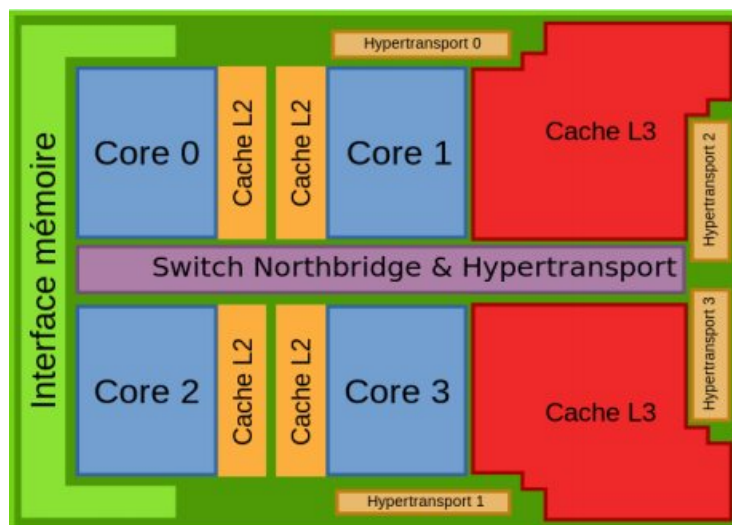 Interface mémoire
Hypertransport 0
Core 0
Cache L2
Cache L2
Core 1
Cache L3
Hypertransport 2
Switch Northbridge & Hypertransport
Core 2
Cache L2
Cache L2
Core 3
Cache L3
Hypertransport 3
Hypertransport 1